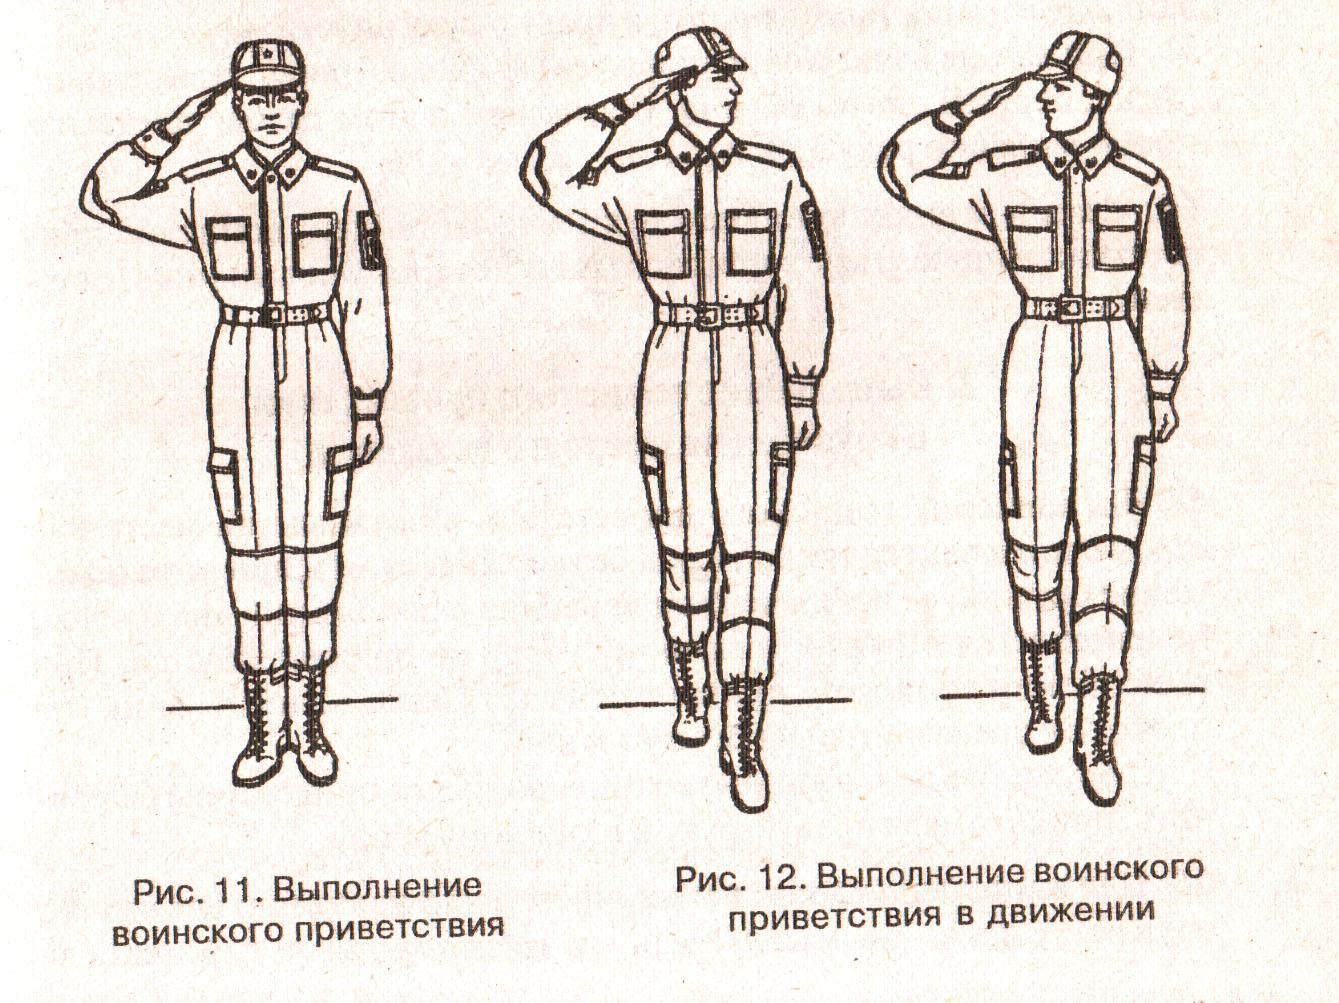 Рис. 11. Выполнение
воинского приветствия
Рис. 12. Выполнение воинского
приветствия в движении